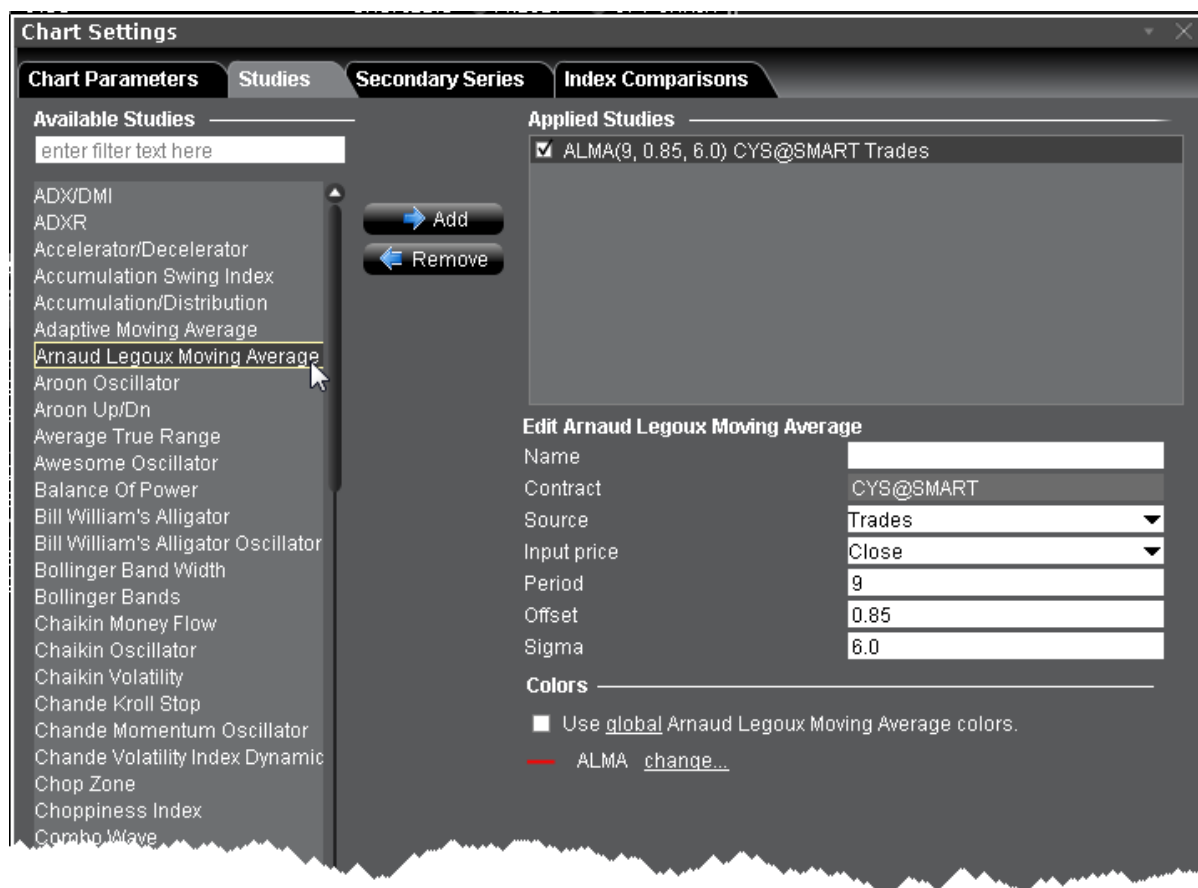 Chart Settings
Chart Parameters
Studies
Secondary Series
Index Comparisons
Available Studies
enter filter text here
ADX/DMI
ADXR
Accelerator/Decelerator
Accumulation Swing Index
Accumulation/Distribution
Adaptive Moving Average
Arnaud Legoux Moving Average
Aroon Oscillator
Aroon Up/Dn
Average True Range
Awesome Oscillator
Balance Of Power
Bill William's Alligator
Bill William's Alligator Oscillator
Bollinger Band Width
Bollinger Bands
Chaikin Money Flow
Chaikin Oscillator
Chaikin Volatility
Chande Kroll Stop
Chande Momentum Oscillator
Chande Volatility Index Dynamic
Chop Zone
Choppiness Index
Combo Wave
Add
Remove
Applied Studies
ALMA(9, 0.85, 6.0) CYS@SMART Trades
Edit Arnaud Legoux Moving Average
Name
Contract CYS@SMART
Source Trades
Input price Close
Period 9
Offset 0.85
Sigma 6.0
Colors
Use global Arnaud Legoux Moving Average colors.
ALMA change...